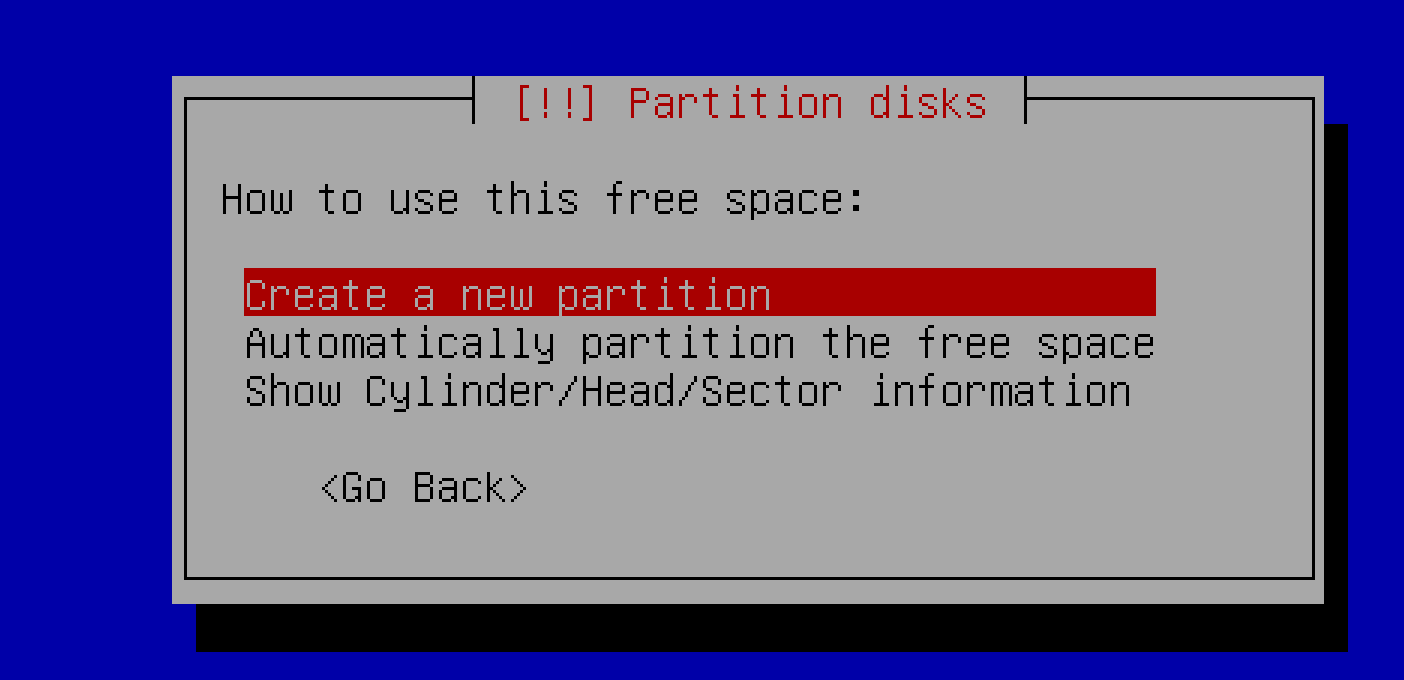 [!!] Partition disks
How to use this free space:
Create a new partition
Automatically partition the free space
Show Cylinder/Head/Sector information
<Go Back>